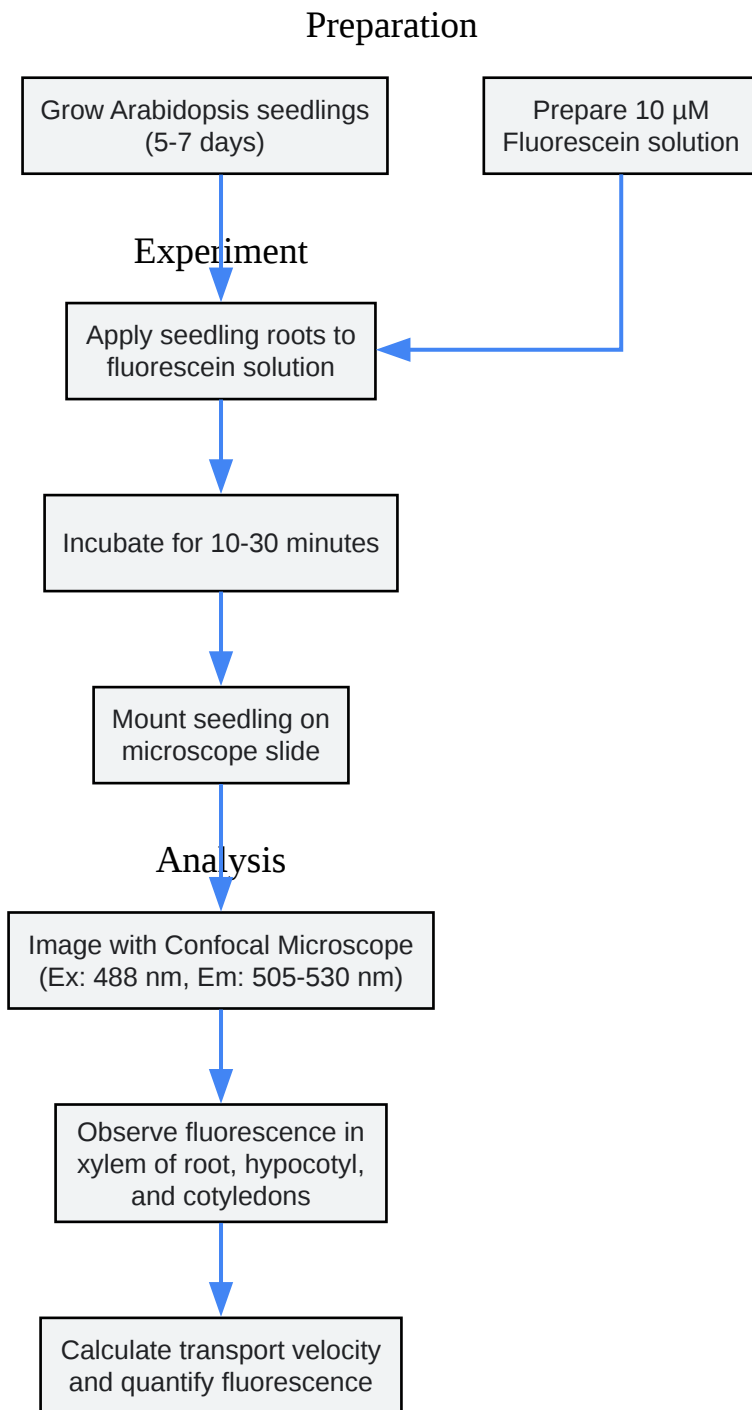 Preparation
Grow Arabidopsis seedlings
(5-7 days)
Prepare 10 µM
Fluorescein solution
Experiment
Apply seedling roots to
fluorescein solution
Incubate for 10-30 minutes
Mount seedling on
microscope slide
Analysis
Image with Confocal Microscope
(Ex: 488 nm, Em: 505-530 nm)
Observe fluorescence in
xylem of root, hypocotyl,
and cotyledons
Calculate transport velocity
and quantify fluorescence